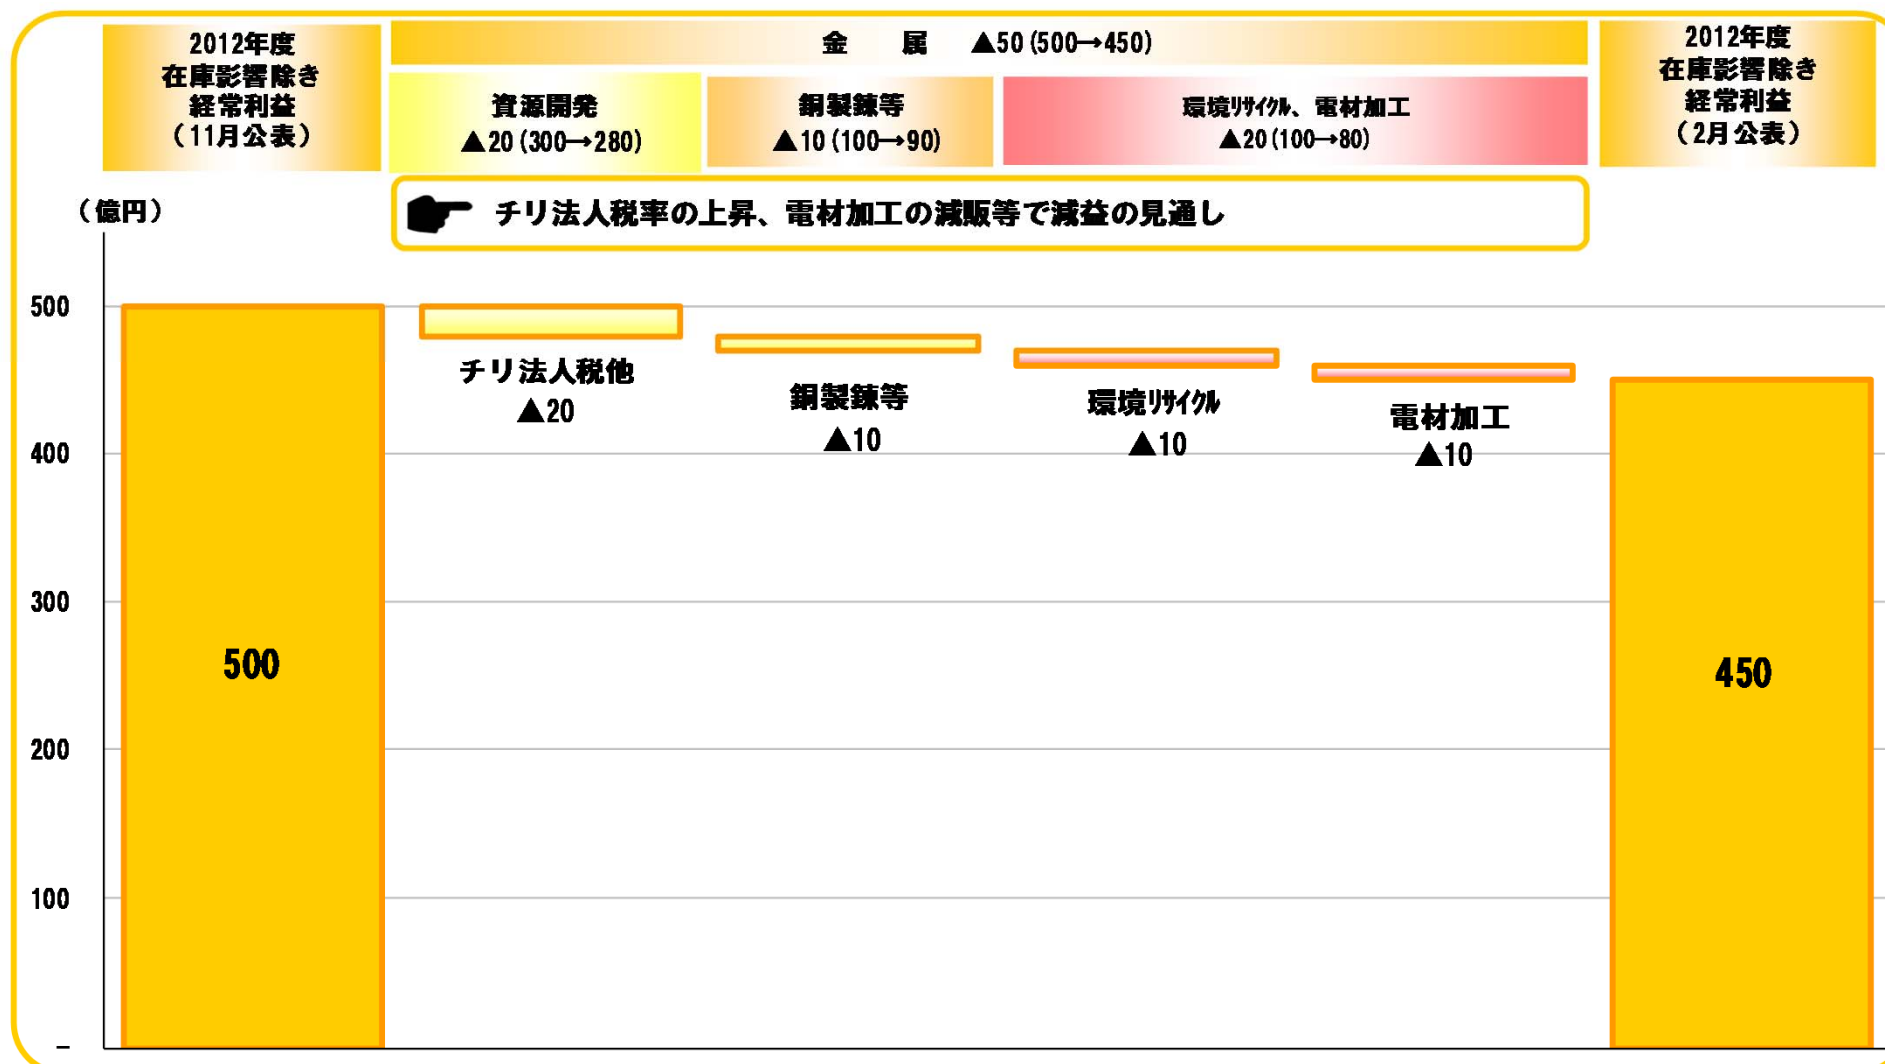 2012年度
在庫影響除き
経常利益
（11月公表）
金　属　▲50(500→450)
資源開発
▲20(300→280)
銅製錬等
▲10(100→90)
環境ﾘｻｲｸﾙ、電材加工
▲20(100→80)
2012年度
在庫影響除き
経常利益
（2月公表）
（億円）
チリ法人税率の上昇、電材加工の減販等で減益の見通し
500
400
300
200
100
－
500
チリ法人税他
▲20
銅製錬等
▲10
環境ﾘｻｲｸﾙ
▲10
電材加工
▲10
450